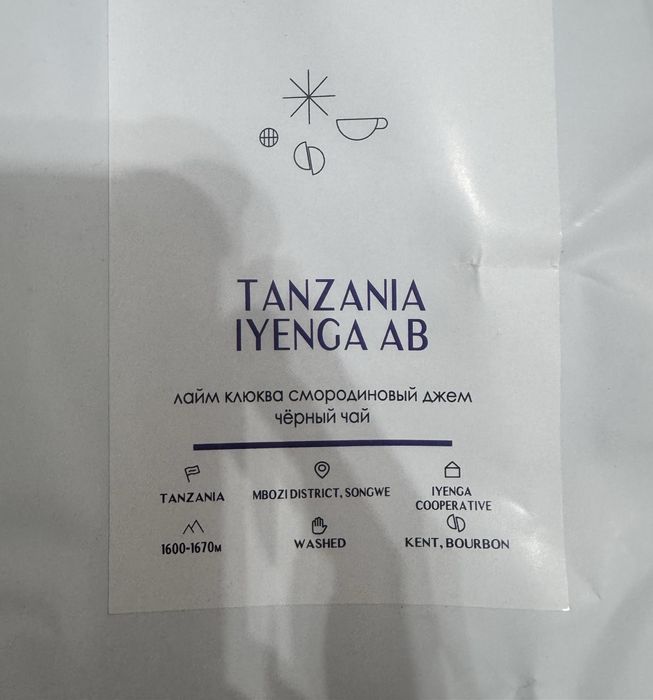 TANZANIA
IYENGA AB
лайм клюква смородиновый джем
чёрный чай
TANZANIA
MBOZI DISTRICT, SONGWE
IYENGA
COOPERATIVE
1600-1670м
WASHED
KENT, BOURBON